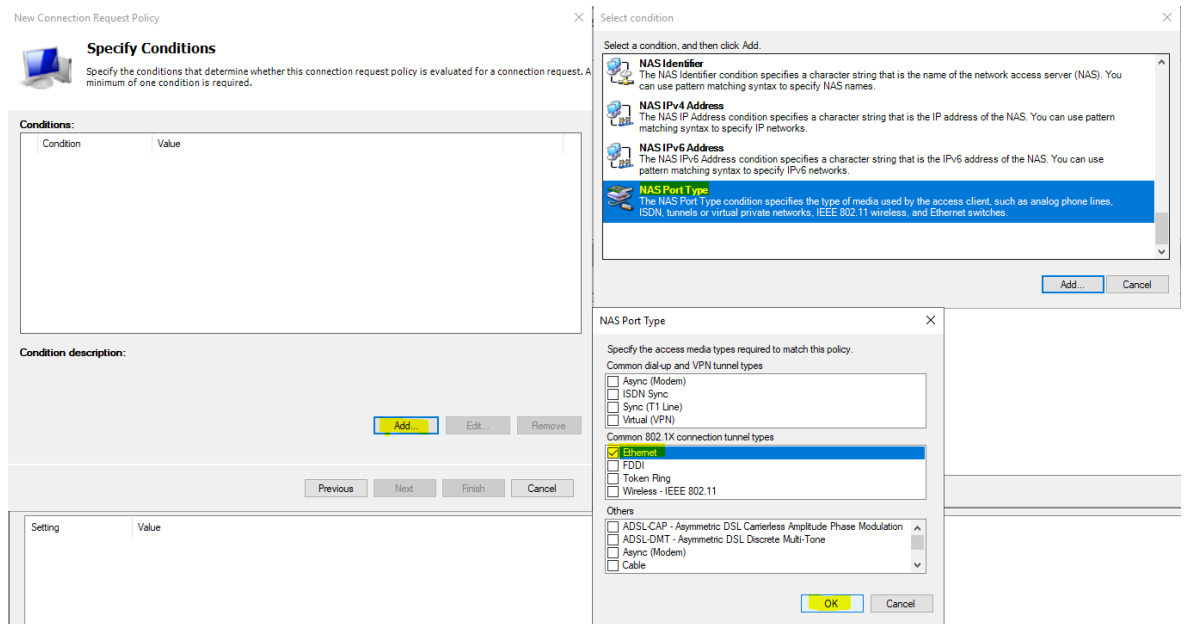 New Connection Request Policy
Specify Conditions
Specify the conditions that determine whether this connection request policy is evaluated for a connection request. A
minimum of one condition is required.
Conditions:
Condition Value
Condition description:
Add... Edit... Remove
Previous Next Finish Cancel
Setting Value
Select condition
Select a condition, and then click Add.
NAS Identifier
The NAS Identifier condition specifies a character string that is the name of the network access server (NAS). You
can use pattern matching syntax to specify NAS names.
NAS IPv4 Address
The NAS IP Address condition specifies a character string that is the IP address of the NAS. You can use pattern
matching syntax to specify IP networks.
NAS IPv6 Address
The NAS IPv6 Address condition specifies a character string that is the IPv6 address of the NAS. You can use
pattern matching syntax to specify IPv6 networks.
NAS Port Type
The NAS Port Type condition specifies the type of media used by the access client, such as analog phone lines,
ISDN, tunnels or virtual private networks, IEEE 802.11 wireless, and Ethernet switches.
Add... Cancel
NAS Port Type
Specify the access media types required to match this policy.
Common dial-up and VPN tunnel types
Async (Modem)
ISDN Sync
Sync (T1 Line)
Virtual (VPN)
Common 802.1X connection tunnel types
Ethernet
FDDI
Token Ring
Wireless - IEEE 802.11
Others
ADSL-CAP - Asymmetric DSL Carrierless Amplitude Phase Modulation
ADSL-DMT - Asymmetric DSL Discrete Multi-Tone
Async (Modem)
Cable
OK Cancel